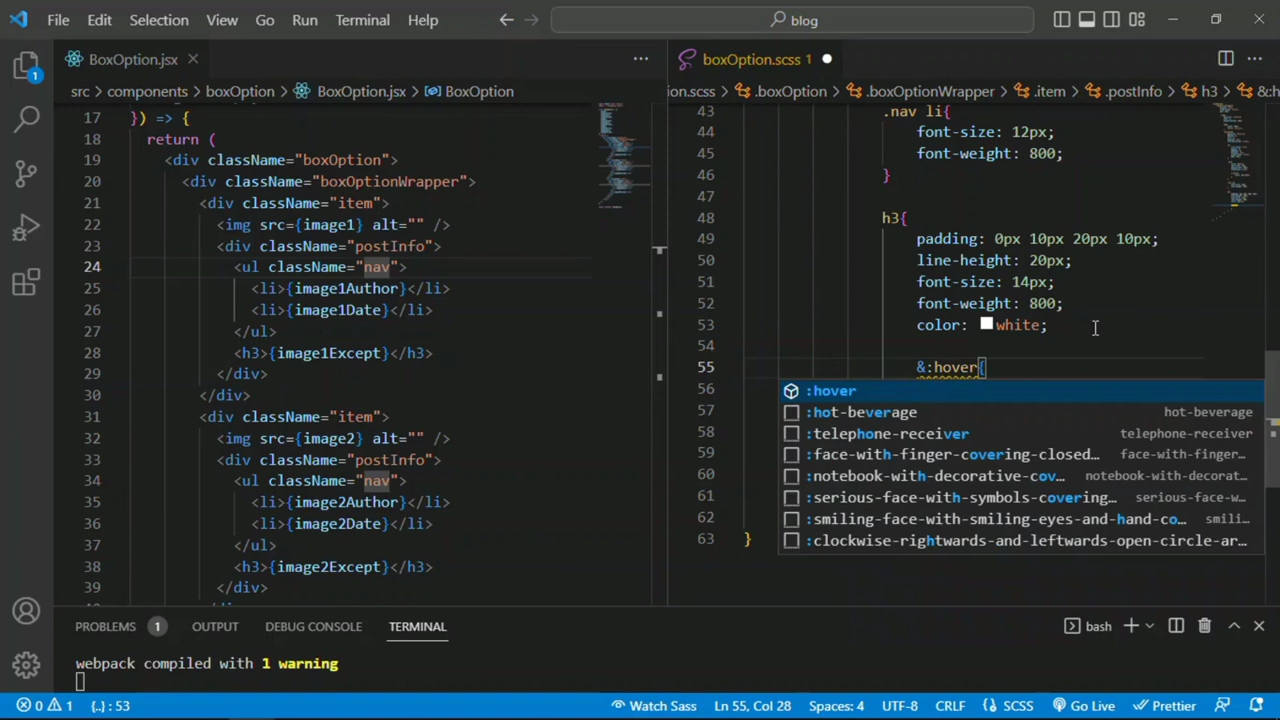 File Edit Selection View Go Run Terminal Help blog
BoxOption.jsx
src > components > boxOption > BoxOption.jsx > BoxOption
17 }) => {
18 return (
19 <div className="boxOption">
20 <div className="boxOptionWrapper">
21 <div className="item">
22 <img src={image1} alt="" />
23 <div className="postInfo">
24 <ul className="nav">
25 <li>{image1Author}</li>
26 <li>{image1Date}</li>
27 </ul>
28 <h3>{image1Except}</h3>
29 </div>
30 </div>
31 <div className="item">
32 <img src={image2} alt="" />
33 <div className="postInfo">
34 <ul className="nav">
35 <li>{image2Author}</li>
36 <li>{image2Date}</li>
37 </ul>
38 <h3>{image2Except}</h3>
39 </div>
boxOption.scss 1
ion.scss > .boxOption > .boxOptionWrapper > .item > .postInfo > h3 > &:h
43 .nav li{
44 font-size: 12px;
45 font-weight: 800;
46 }
47
48 h3{
49 padding: 0px 10px 20px 10px;
50 line-height: 20px;
51 font-size: 14px;
52 font-weight: 800;
53 color: white;
54
55 &:hover{
56
57
58
59
60
61
62
63 }
:hover
:hot-beverage hot-beverage
:telephone-receiver telephone-receiver
:face-with-finger-covering-closed… face-with-finger…
:notebook-with-decorative-cov… notebook-with-decorat…
:serious-face-with-symbols-covering… serious-face-w…
:smiling-face-with-smiling-eyes-and-hand-co… smili…
:clockwise-rightwards-and-leftwards-open-circle-ar…
PROBLEMS 1 OUTPUT DEBUG CONSOLE TERMINAL bash
webpack compiled with 1 warning
0 1 {..} : 53 Watch Sass Ln 55, Col 28 Spaces: 4 UTF-8 CRLF SCSS Go Live Prettier
1